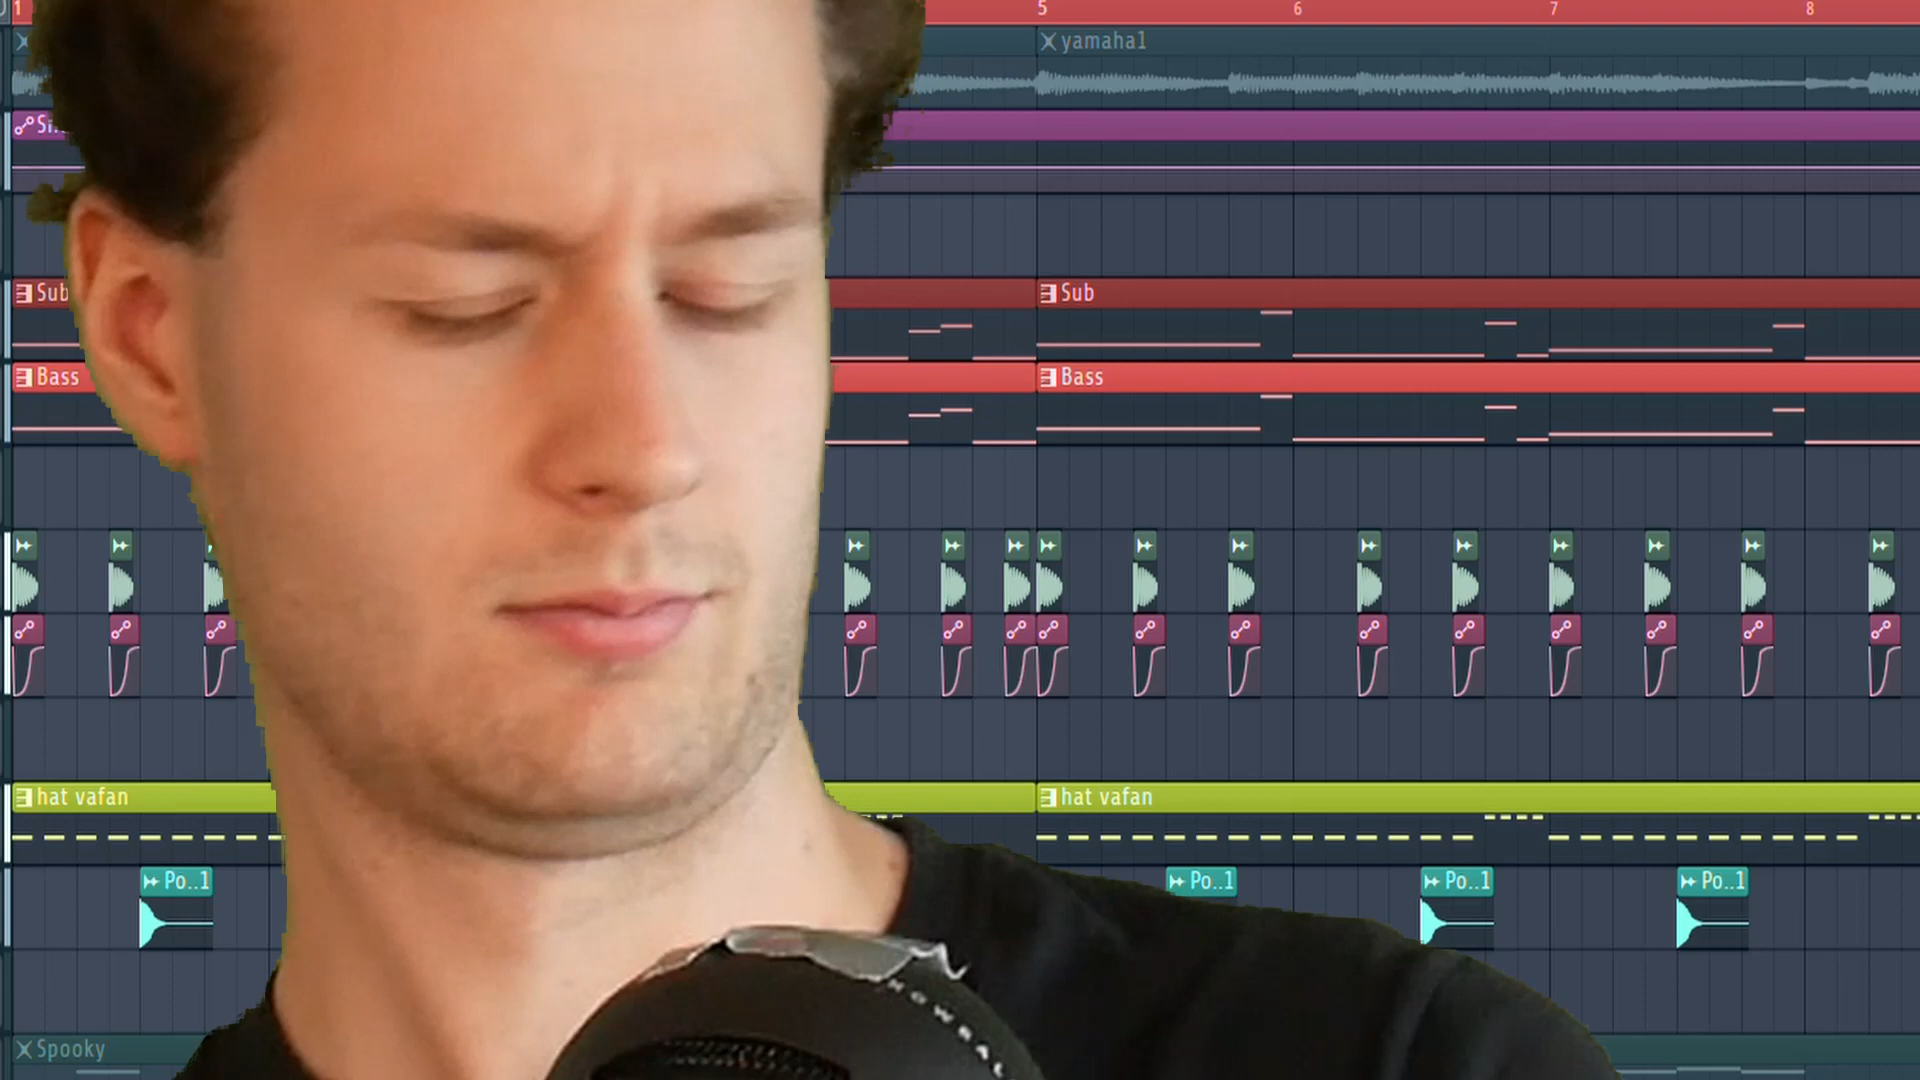 1 5 6 7 8
yamaha1
Sub Sub
Bass Bass
hat vafan hat vafan
Po..1 Po..1 Po..1 Po..1
Spooky